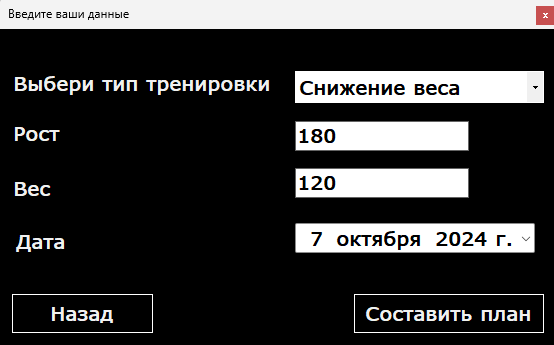 Введите ваши данные
x
Выбери тип тренировки Снижение веса
Рост 180
Вес 120
Дата 7 октября 2024 г.
Назад Составить план